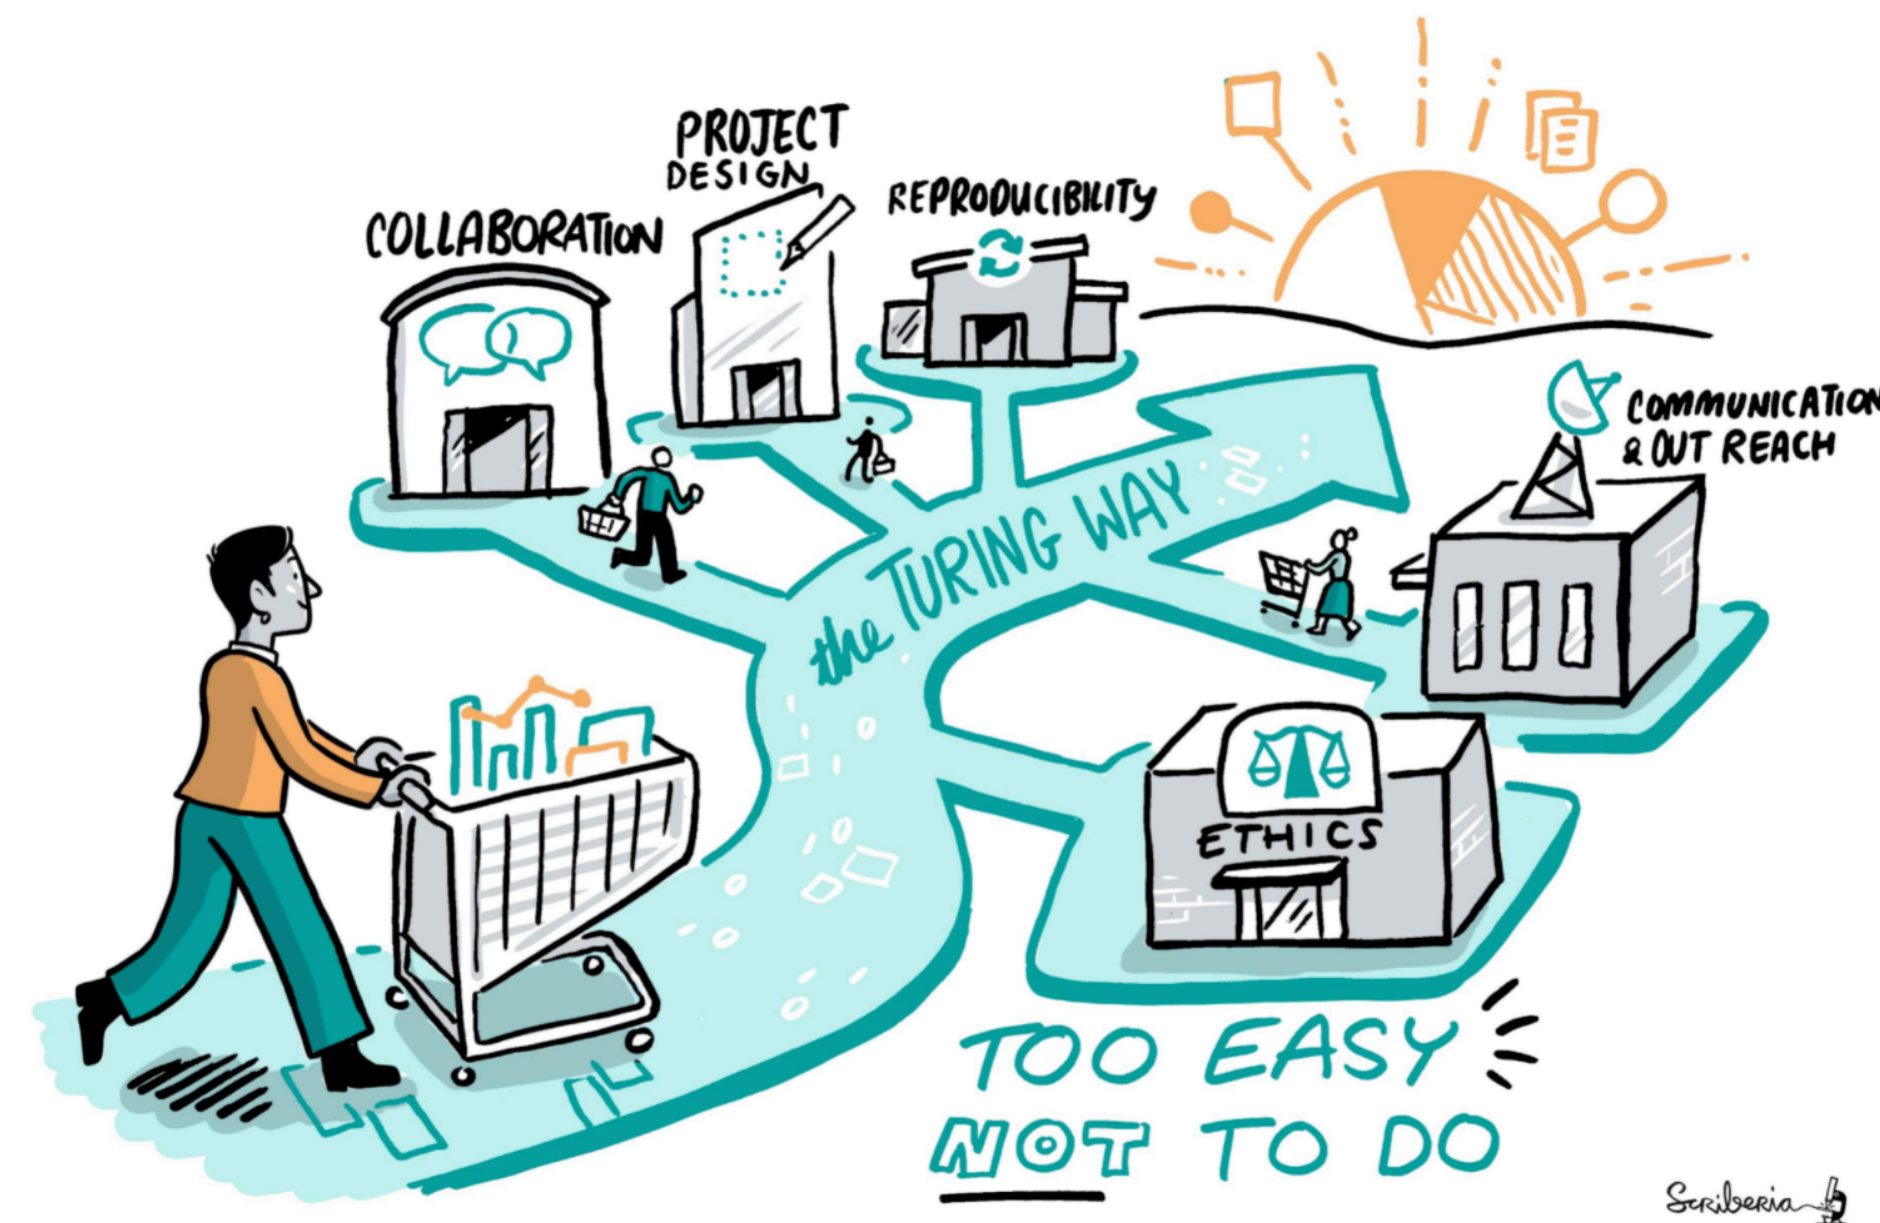 PROJECT
DESIGN
COLLABORATION
REPRODUCIBILITY
COMMUNICATION
& OUT REACH
the TURING WAY
ETHICS
TOO EASY
NOT TO DO
Scriberia